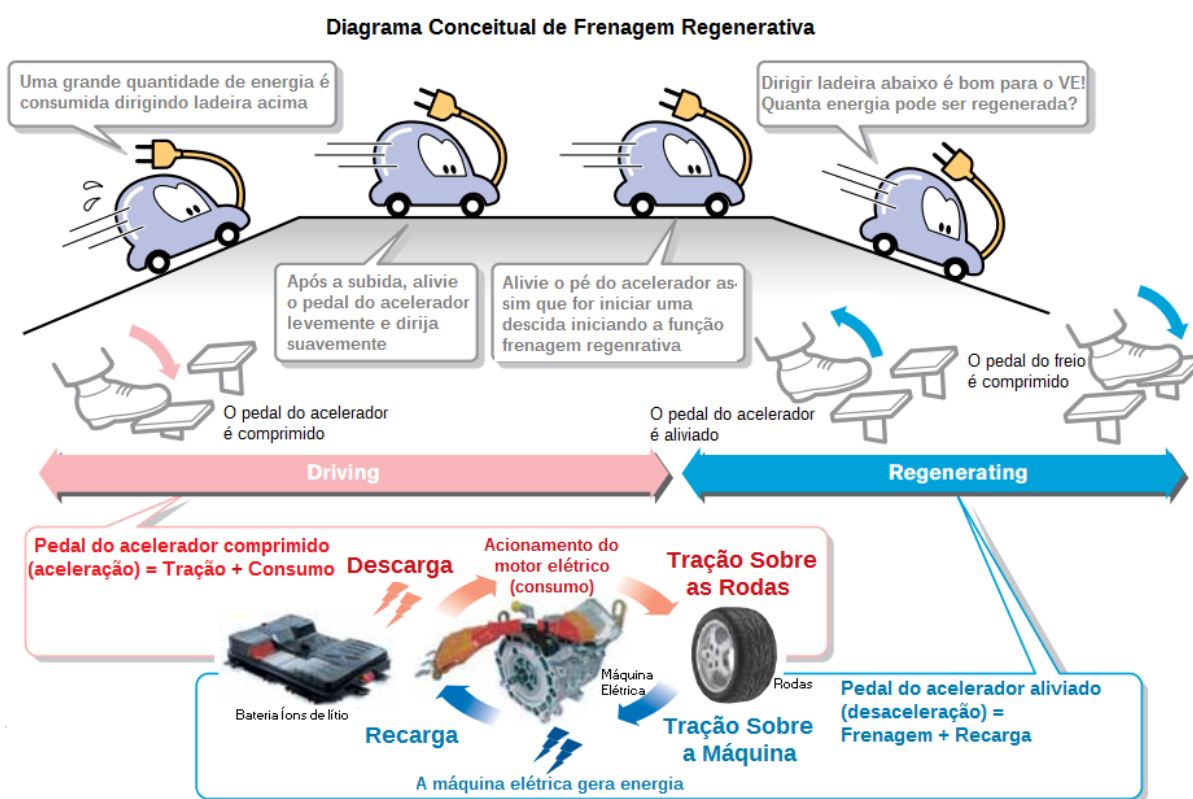 Diagrama Conceitual de Frenagem Regenerativa
Uma grande quantidade de energia é
consumida dirigindo ladeira acima
Dirigir ladeira abaixo é bom para o VE!
Quanta energia pode ser regenerada?
Após a subida, alivie
o pedal do acelerador
levemente e dirija
suavemente
Alivie o pé do acelerador as-
sim que for iniciar uma
descida iniciando a função
frenagem regenrativa
O pedal do acelerador
é comprimido
O pedal do acelerador
é aliviado
O pedal do freio
é comprimido
Driving
Regenerating
Pedal do acelerador comprimido
(aceleração) = Tração + Consumo
Descarga
Acionamento do
motor elétrico
(consumo)
Tração Sobre
as Rodas
Bateria Íons de lítio
Máquina
Elétrica
Rodas
Recarga
Tração Sobre
a Máquina
A máquina elétrica gera energia
Pedal do acelerador aliviado
(desaceleração) =
Frenagem + Recarga